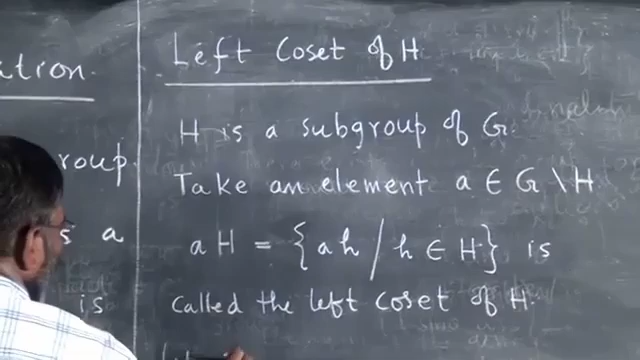 ation.
roup.
s a
is
Left Coset of H
H is a subgroup of G.
Take an element a ∈ G \ H
aH = { ah / h ∈ H } is
called the left coset of H.